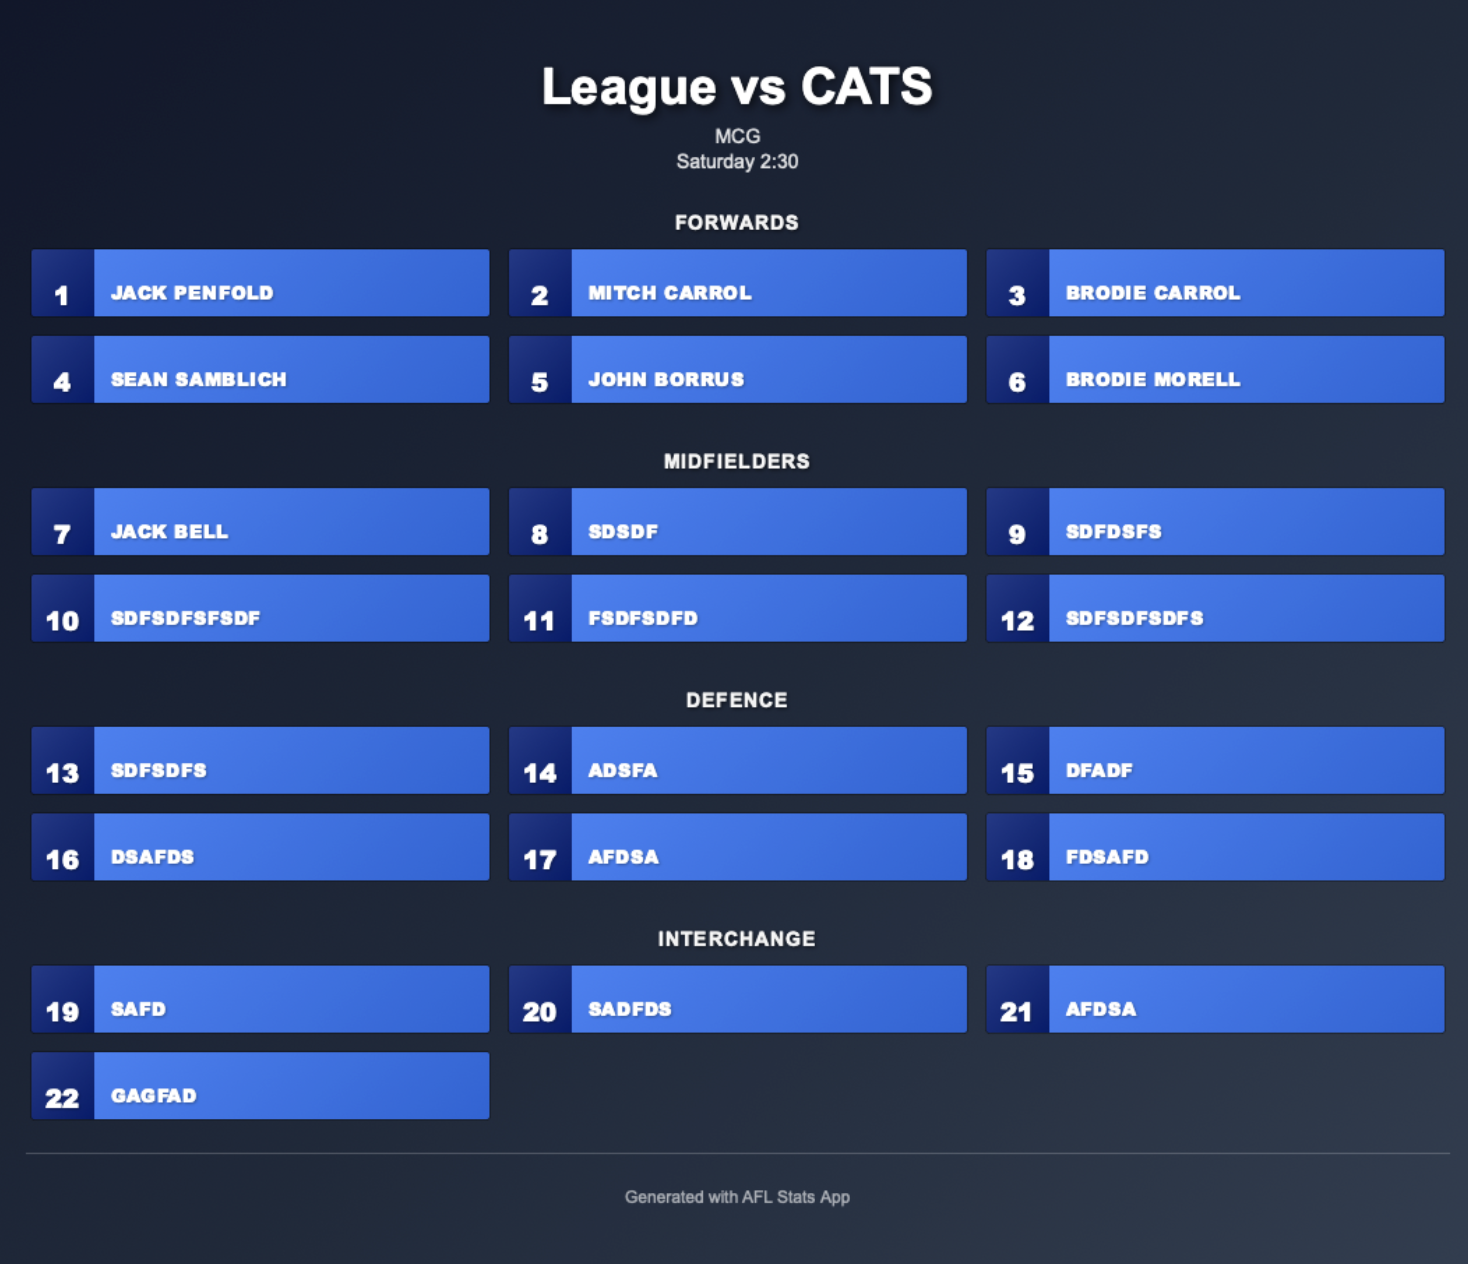 League vs CATS
MCG
Saturday 2:30
FORWARDS
1 JACK PENFOLD 2 MITCH CARROL 3 BRODIE CARROL
4 SEAN SAMBLICH 5 JOHN BORRUS 6 BRODIE MORELL
MIDFIELDERS
7 JACK BELL 8 SDSDF 9 SDFDSFS
10 SDFSDFSFSDF 11 FSDFSDFD 12 SDFSDFSDFS
DEFENCE
13 SDFSDFS 14 ADSFA 15 DFADF
16 DSAFDS 17 AFDSA 18 FDSAFD
INTERCHANGE
19 SAFD 20 SADFDS 21 AFDSA
22 GAGFAD
Generated with AFL Stats App